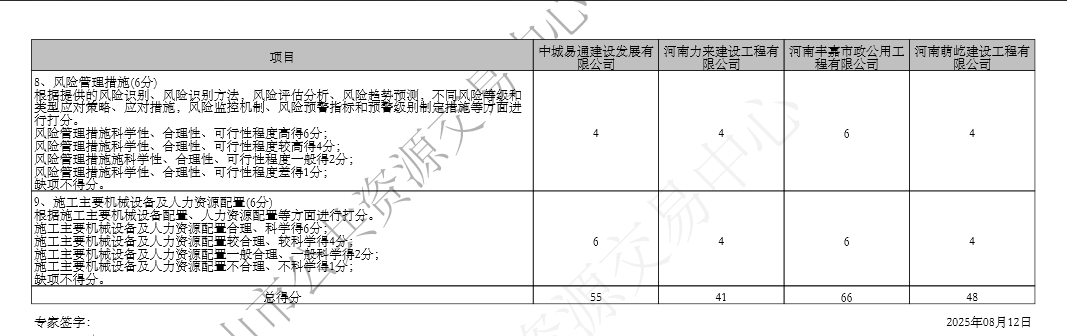 项目
中城易通建设发展有
限公司
河南力来建设工程有
限公司
河南丰嘉市政公用工
程有限公司
河南萌屹建设工程有
限公司
8、风险管理措施(6分)
根据提供的风险识别、风险识别方法，风险评估分析、风险趋势预测，不同风险等级和
类型应对策略、应对措施，风险监控机制、风险预警指标和预警级别制定措施等方面进
行打分。
风险管理措施科学性、合理性、可行性程度高得6分；
风险管理措施科学性、合理性、可行性程度较高得4分；
风险管理措施施科学性、合理性、可行性程度一般得2分；
风险管理措施科学性、合理性、可行性程度差得1分；
缺项不得分。
4
4
6
4
9、施工主要机械设备及人力资源配置(6分)
根据施工主要机械设备配置、人力资源配置等方面进行打分。
施工主要机械设备及人力资源配置合理、科学得6分；
施工主要机械设备及人力资源配置较合理、较科学得4分；
施工主要机械设备及人力资源配置一般合理、一般科学得2分；
施工主要机械设备及人力资源配置不合理、不科学得1分；
缺项不得分。
6
4
6
4
总得分
55
41
66
48
专家签字：
2025年08月12日
山市公共资源交易中心
资源交易中心